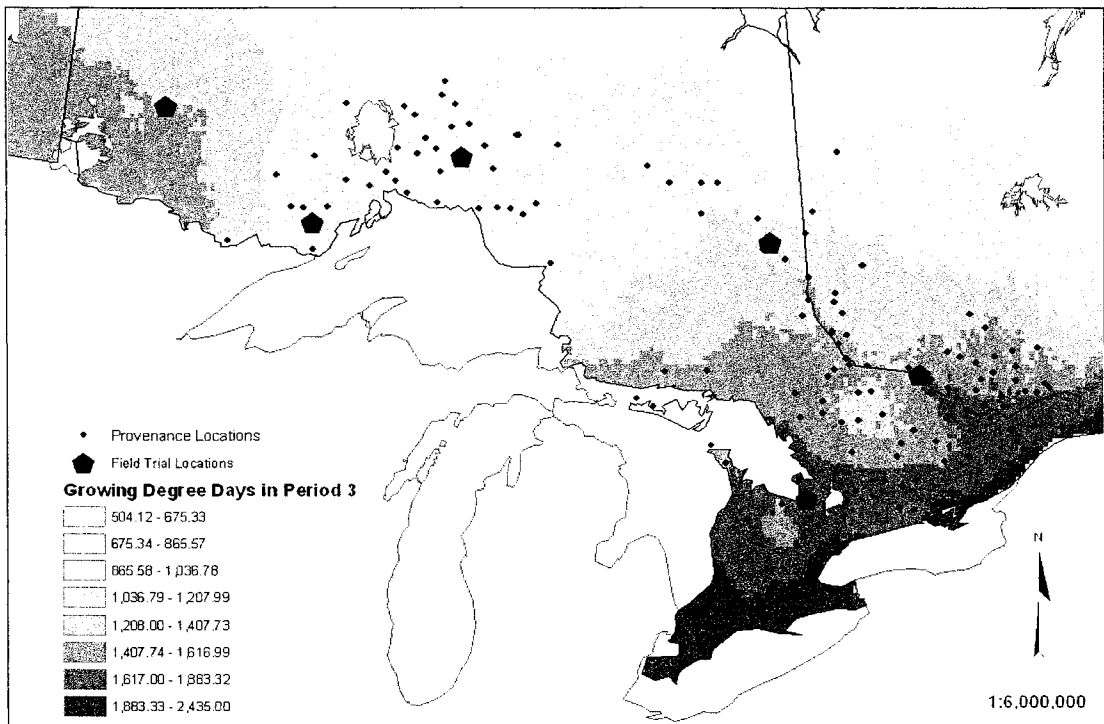 Provenance Locations
Field Trial Locations
Growing Degree Days in Period 3
504.12 - 675.33
675.34 - 865.57
865.58 - 1,036.78
1,036.79 - 1,207.99
1,208.00 - 1,407.73
1,407.74 - 1,616.99
1,617.00 - 1,883.32
1,883.33 - 2,435.00
N
1:6,000,000